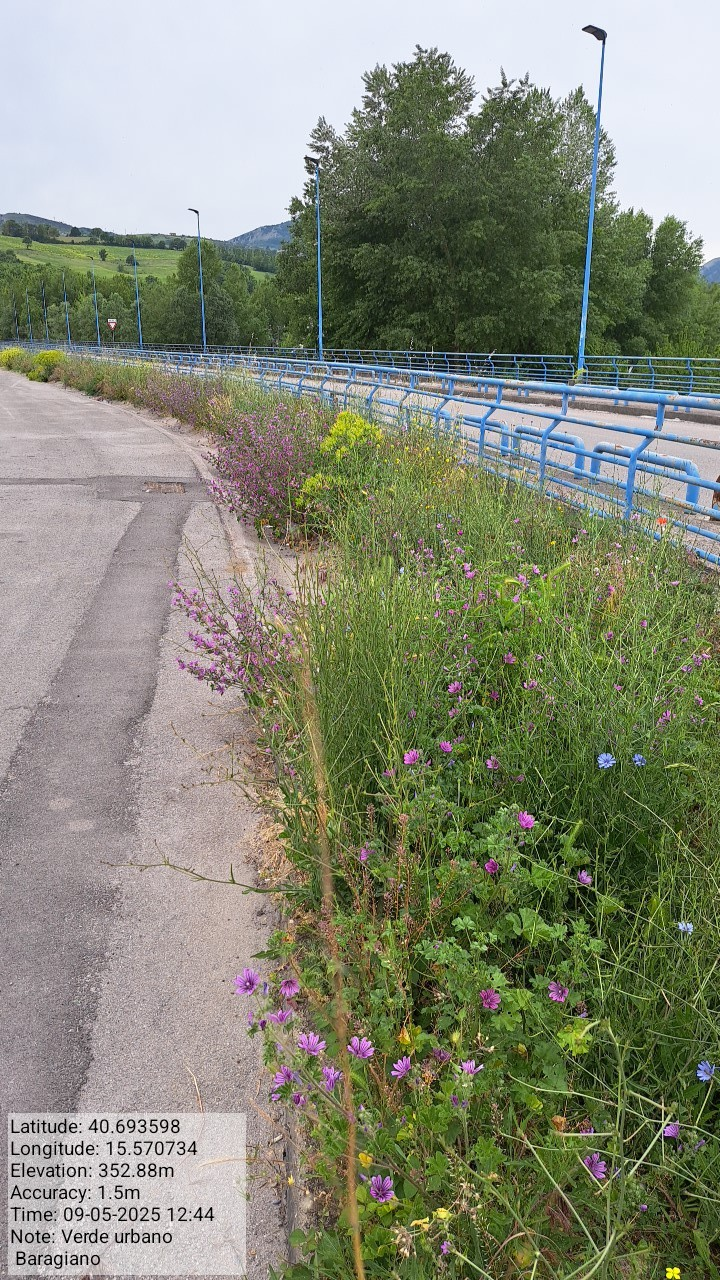 Latitude: 40.693598
Longitude: 15.570734
Elevation: 352.88m
Accuracy: 1.5m
Time: 09-05-2025 12:44
Note: Verde urbano
Baragiano